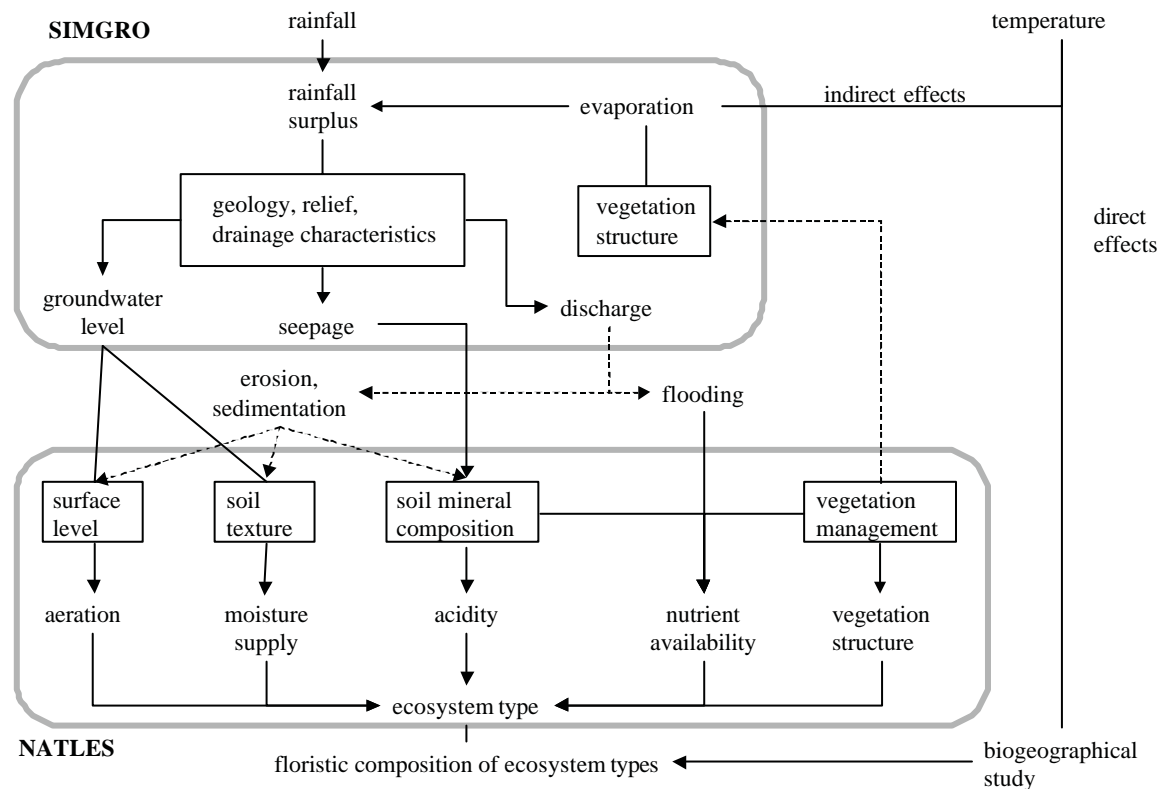 rainfall
temperature
SIMGRO
rainfall
surplus
evaporation
indirect effects
geology, relief,
drainage characteristics
vegetation
structure
direct
effects
groundwater
level
seepage
discharge
erosion,
sedimentation
flooding
surface
level
soil
texture
soil mineral
composition
vegetation
management
aeration
moisture
supply
acidity
nutrient
availability
vegetation
structure
ecosystem type
NATLES
floristic composition of ecosystem types
biogeographical
study